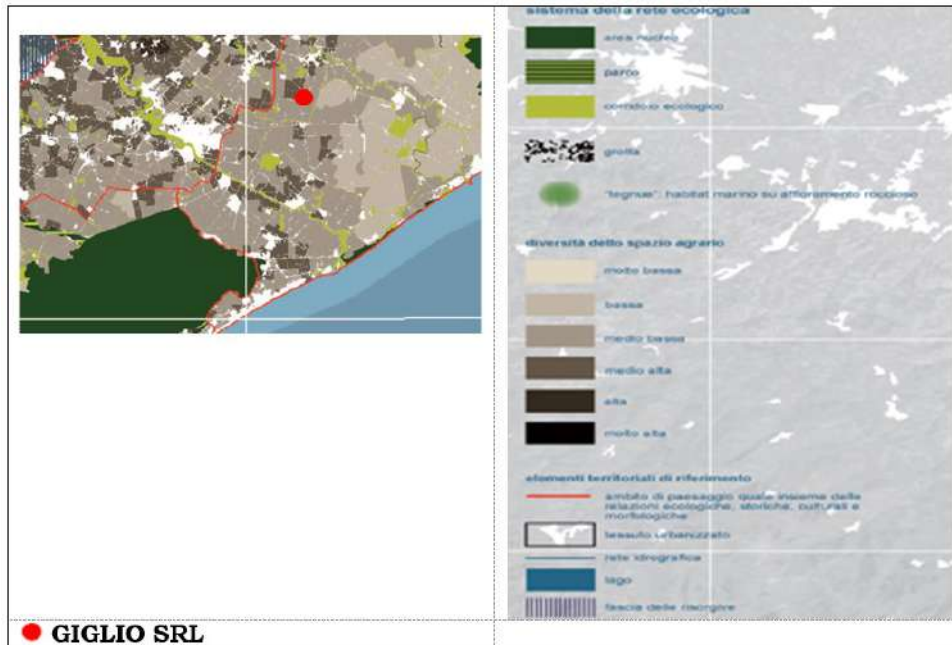 sistema della rete ecologica
area nucleo
parco
corridoio ecologico
grotta
"tegnue": habitat marino su affioramento roccioso
diversità dello spazio agrario
molto bassa
bassa
medio bassa
medio alta
alta
molto alta
elementi territoriali di riferimento
ambito di paesaggio quale insieme delle
relazioni ecologiche, storiche, culturali e
morfologiche
tessuto urbanizzato
rete idrografica
lago
fascia delle risorgive
GIGLIO SRL